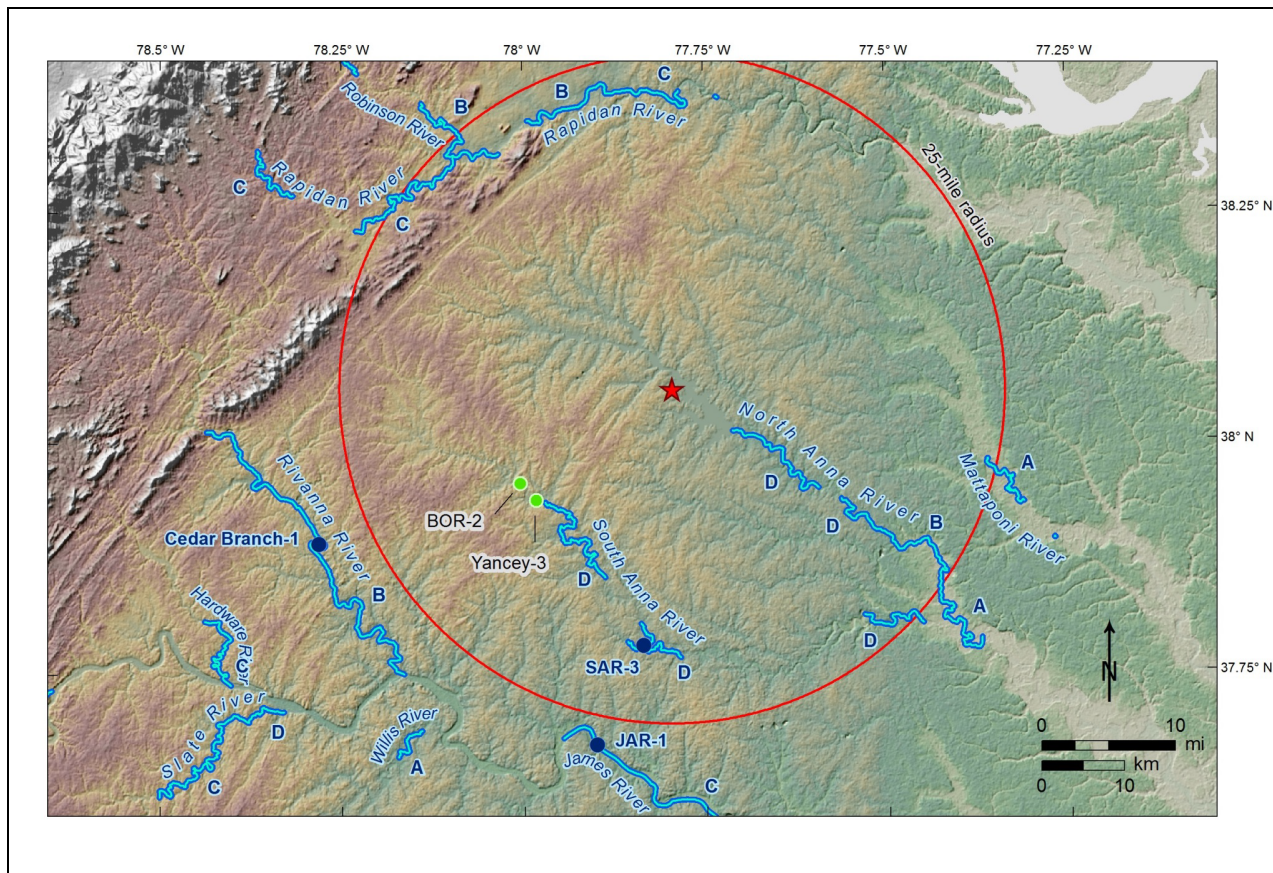 78.5° W
78.25° W
78° W
77.75° W
77.5° W
77.25° W
C
B
B
Robinson River
Rapidan River
25-mile radius
Rapidan River
C
C
38.25° N
North Anna River
38° N
A
Mattaponi River
D
Rivanna River
BOR-2
D
B
Yancey-3
South Anna River
Cedar Branch-1
D
Hardware River
B
A
D
C
SAR-3
D
37.75° N
N
Slate River
D
Willis River
JAR-1
0 10
mi
km
0 10
A
James River
C
C